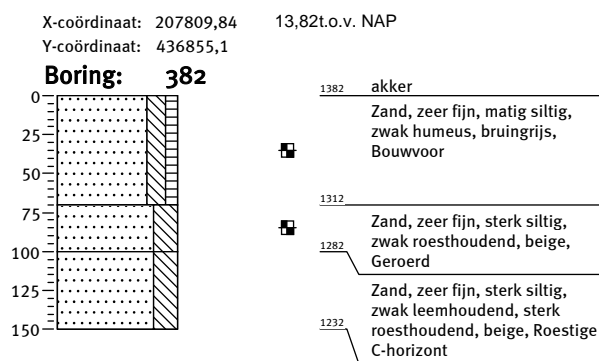 X-coördinaat: 207809,84 13,82t.o.v. NAP
Y-coördinaat: 436855,1
Boring: 382
0
25
50
75
100
125
150
1382 akker
Zand, zeer fijn, matig siltig,
zwak humeus, bruingrijs,
Bouwvoor
1312
Zand, zeer fijn, sterk siltig,
zwak roesthoudend, beige,
Geroerd
1282
Zand, zeer fijn, sterk siltig,
zwak leemhoudend, sterk
roesthoudend, beige, Roestige
C-horizont
1232